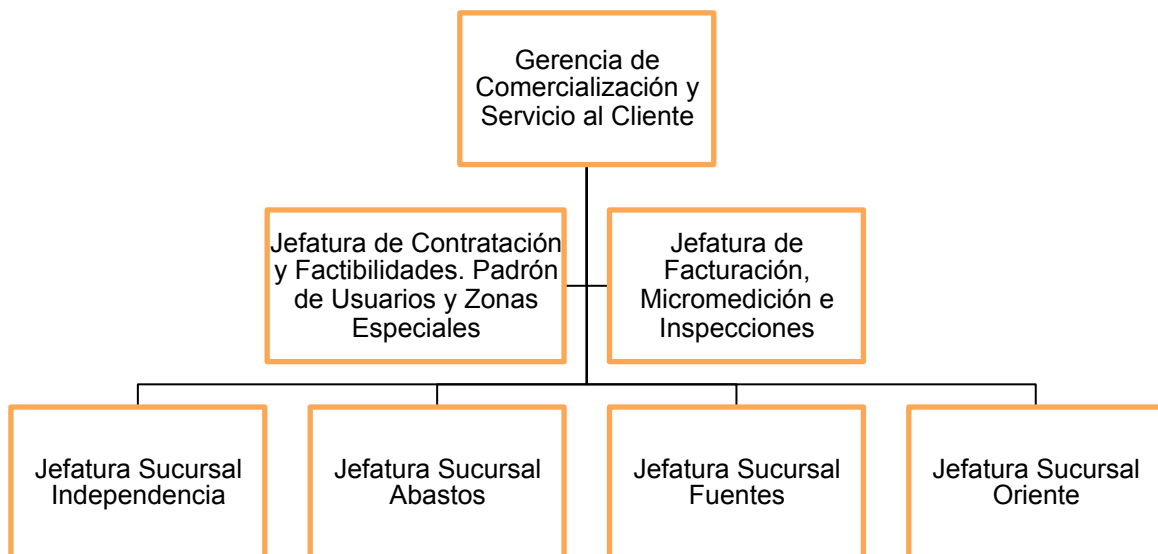 Gerencia de
Comercialización y
Servicio al Cliente
Jefatura de Contratación
y Factibilidades. Padrón
de Usuarios y Zonas
Especiales
Jefatura de
Facturación,
Micromedición e
Inspecciones
Jefatura Sucursal
Independencia
Jefatura Sucursal
Abastos
Jefatura Sucursal
Fuentes
Jefatura Sucursal
Oriente